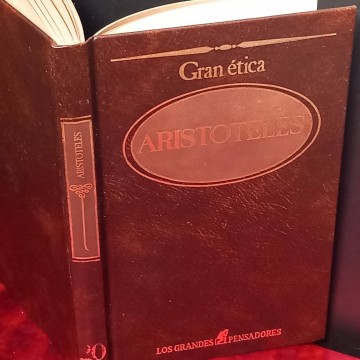 Gran ética
ARISTOTELES
LOS GRANDES PENSADORES
ARISTOTELES